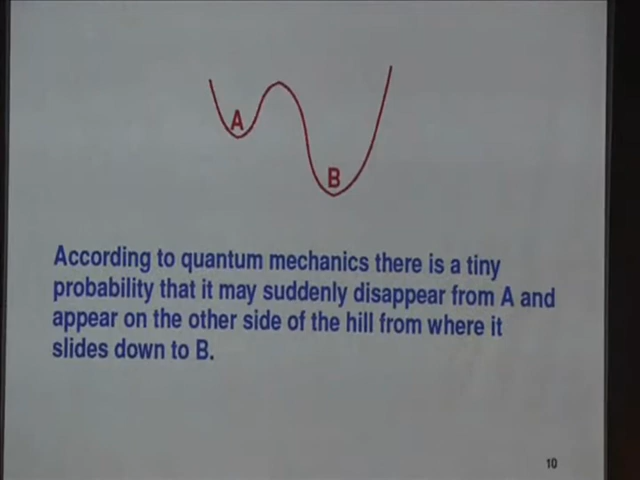 A
B
According to quantum mechanics there is a tiny
probability that it may suddenly disappear from A and
appear on the other side of the hill from where it
slides down to B.
10